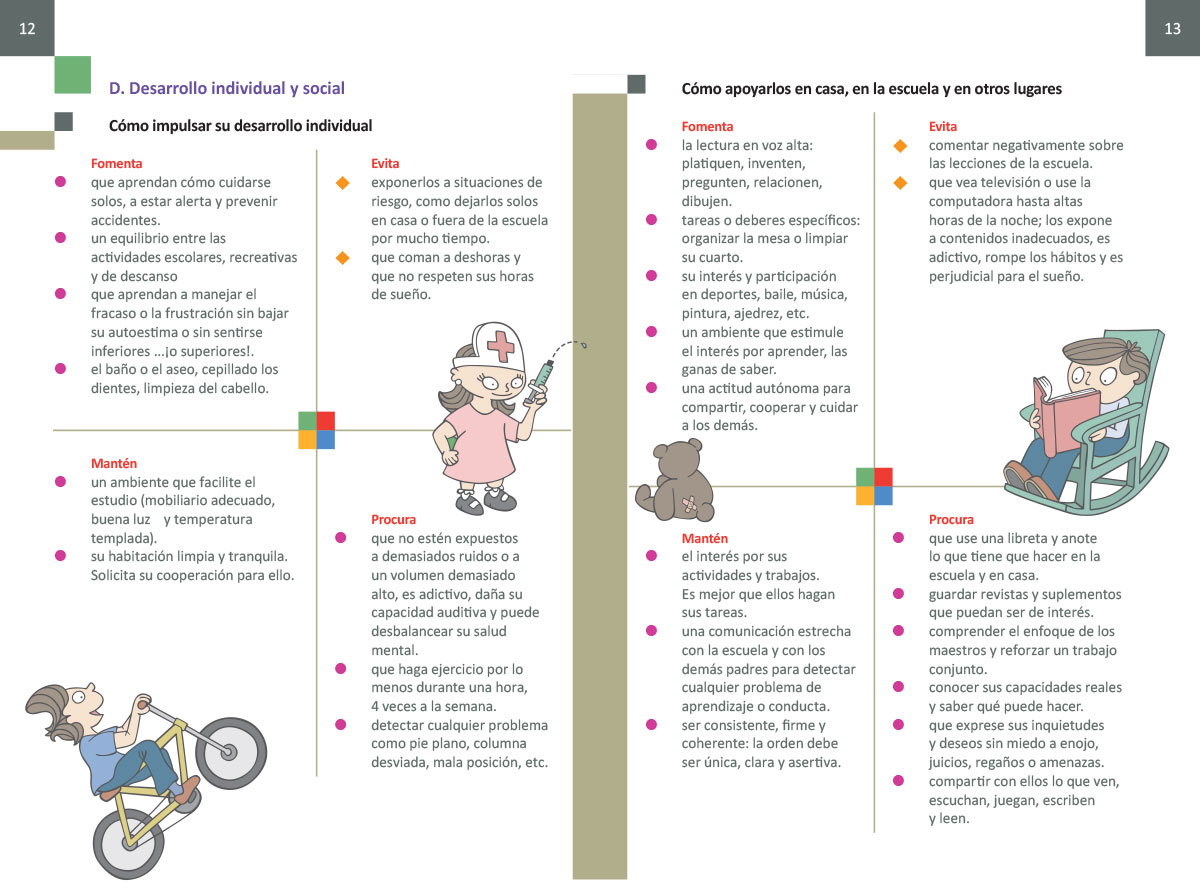 12
D. Desarrollo individual y social
Cómo impulsar su desarrollo individual
Fomenta
que aprendan cómo cuidarse
solos, a estar alerta y prevenir
accidentes.
un equilibrio entre las
actividades escolares, recreativas
y de descanso
que aprendan a manejar el
fracaso o la frustración sin bajar
su autoestima o sin sentirse
inferiores ...¡o superiores!.
el baño o el aseo, cepillado los
dientes, limpieza del cabello.
Evita
exponerlos a situaciones de
riesgo, como dejarlos solos
en casa o fuera de la escuela
por mucho tiempo.
que coman a deshoras y
que no respeten sus horas
de sueño.
Mantén
un ambiente que facilite el
estudio (mobiliario adecuado,
buena luz y temperatura
templada).
su habitación limpia y tranquila.
Solicita su cooperación para ello.
Procura
que no estén expuestos
a demasiados ruidos o a
un volumen demasiado
alto, es adictivo, daña su
capacidad auditiva y puede
desbalancear su salud
mental.
que haga ejercicio por lo
menos durante una hora,
4 veces a la semana.
detectar cualquier problema
como pie plano, columna
desviada, mala posición, etc.
13
Cómo apoyarlos en casa, en la escuela y en otros lugares
Fomenta
la lectura en voz alta:
platiquen, inventen,
pregunten, relacionen,
dibujen.
tareas o deberes específicos:
organizar la mesa o limpiar
su cuarto.
su interés y participación
en deportes, baile, música,
pintura, ajedrez, etc.
un ambiente que estimule
el interés por aprender, las
ganas de saber.
una actitud autónoma para
compartir, cooperar y cuidar
a los demás.
Evita
comentar negativamente sobre
las lecciones de la escuela.
que vea televisión o use la
computadora hasta altas
horas de la noche; los expone
a contenidos inadecuados, es
adictivo, rompe los hábitos y es
perjudicial para el sueño.
Mantén
el interés por sus
actividades y trabajos.
Es mejor que ellos hagan
sus tareas.
una comunicación estrecha
con la escuela y con los
demás padres para detectar
cualquier problema de
aprendizaje o conducta.
ser consistente, firme y
coherente: la orden debe
ser única, clara y asertiva.
Procura
que use una libreta y anote
lo que tiene que hacer en la
escuela y en casa.
guardar revistas y suplementos
que puedan ser de interés.
comprender el enfoque de los
maestros y reforzar un trabajo
conjunto.
conocer sus capacidades reales
y saber qué puede hacer.
que exprese sus inquietudes
y deseos sin miedo a enojo,
juicios, regaños o amenazas.
compartir con ellos lo que ven,
escuchan, juegan, escriben
y leen.